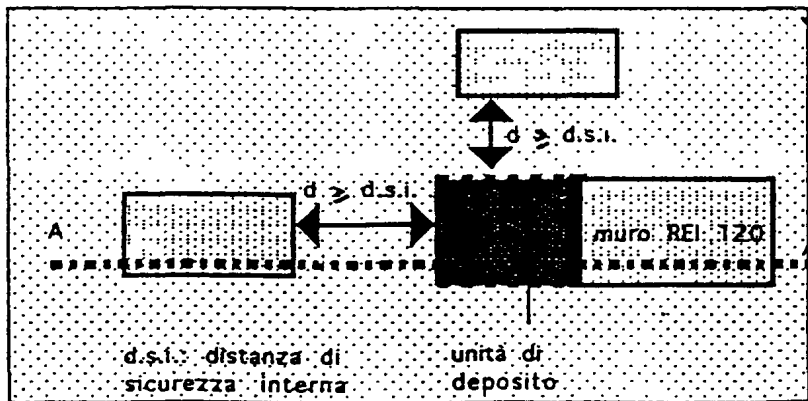 d ⩾ d.s.i.
d ⩾ d.s.i.
A
muro REI 120
d.s.i.: distanza di
sicurezza interna
unità di
deposito